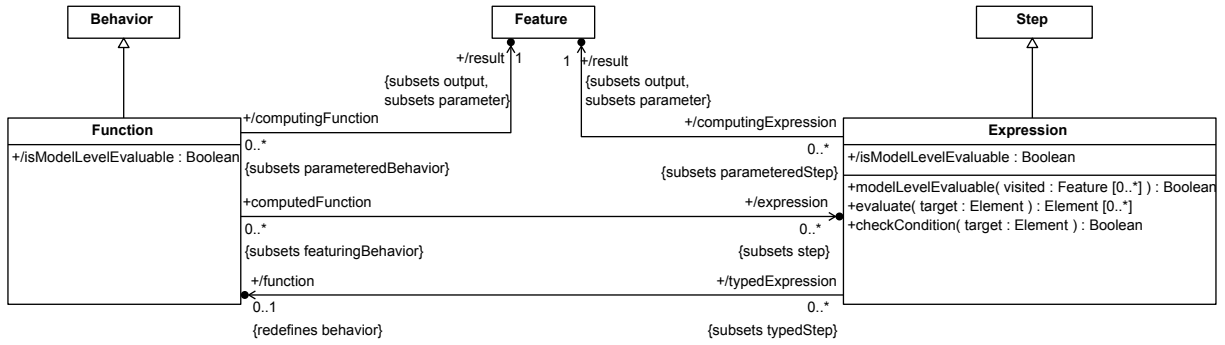 Behavior
Feature
Step
+/result 1
1 +/result
{subsets output,
subsets parameter}
{subsets output,
subsets parameter}
Function
+/isModelLevelEvaluable : Boolean
+/computingFunction
0..*
{subsets parameteredBehavior}
+/computingExpression
0..*
{subsets parameteredStep}
Expression
+/isModelLevelEvaluable : Boolean
+modelLevelEvaluable( visited : Feature [0..*] ) : Boolean
+evaluate( target : Element ) : Element [0..*]
+checkCondition( target : Element ) : Boolean
+computedFunction
0..*
{subsets featuringBehavior}
+/expression
0..*
{subsets step}
+/function
0..1
{redefines behavior}
+/typedExpression
0..*
{subsets typedStep}